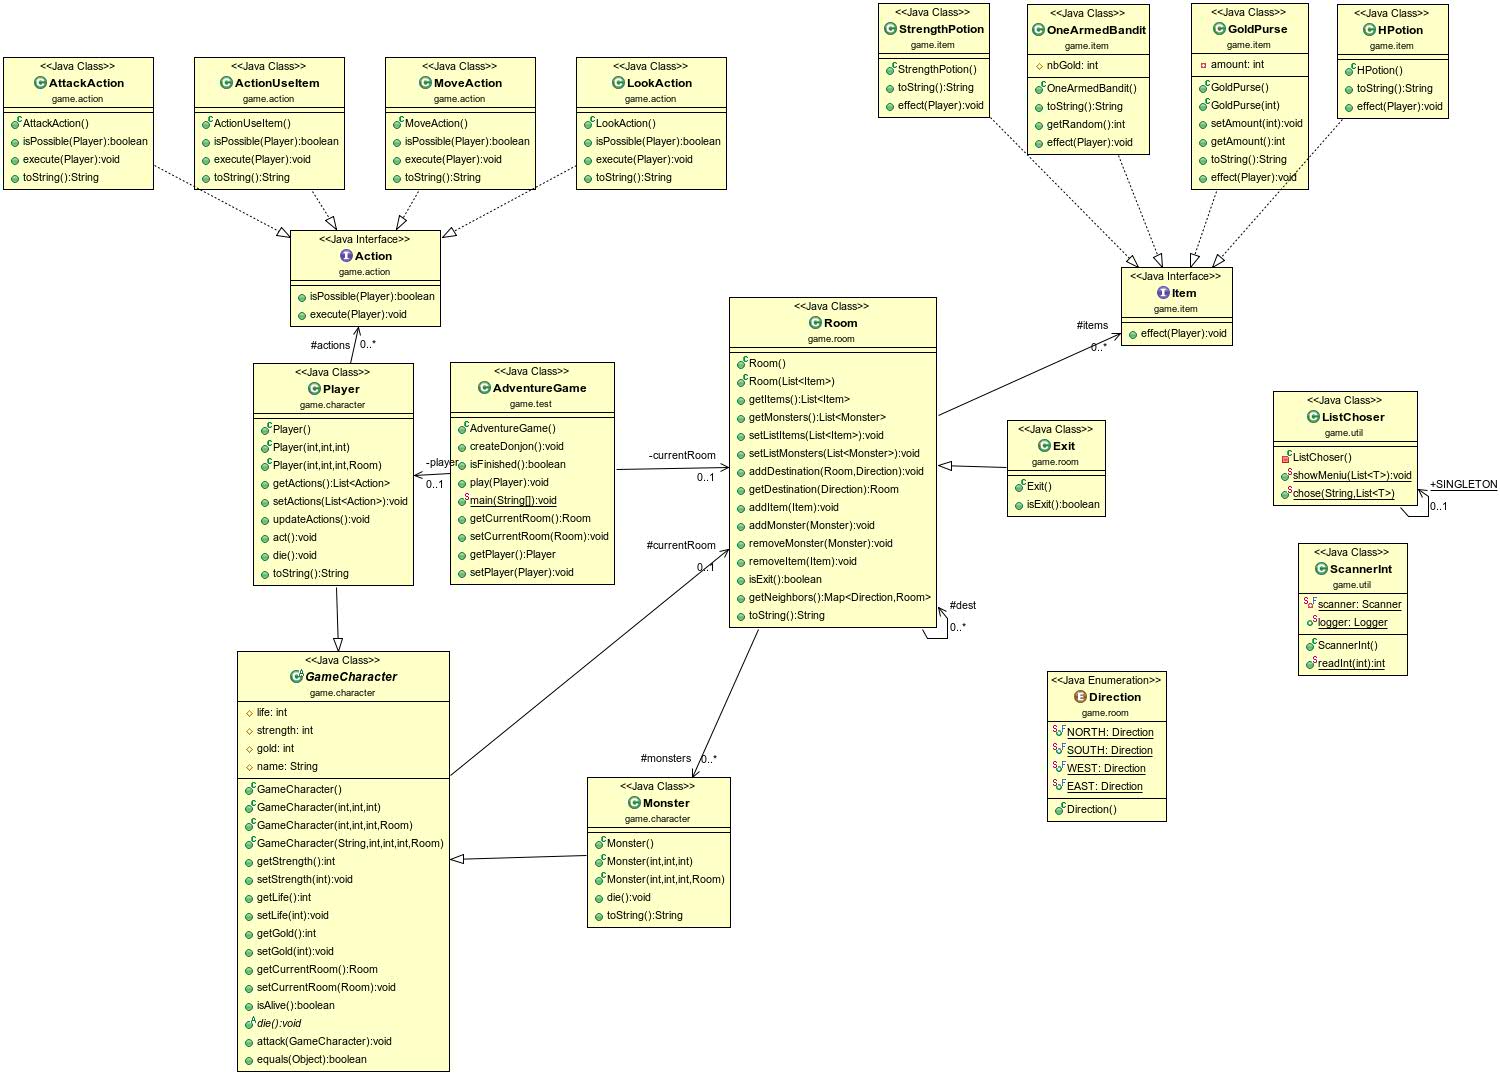 <<Java Class>>
AttackAction
game.action
AttackAction()
isPossible(Player):boolean
execute(Player):void
toString():String
<<Java Class>>
ActionUseItem
game.action
ActionUseItem()
isPossible(Player):boolean
execute(Player):void
toString():String
<<Java Class>>
MoveAction
game.action
MoveAction()
isPossible(Player):boolean
execute(Player):void
toString():String
<<Java Class>>
LookAction
game.action
LookAction()
isPossible(Player):boolean
execute(Player):void
toString():String
<<Java Class>>
StrengthPotion
game.item
StrengthPotion()
toString():String
effect(Player):void
<<Java Class>>
OneArmedBandit
game.item
nbGold: int
OneArmedBandit()
toString():String
getRandom():int
effect(Player):void
<<Java Class>>
GoldPurse
game.item
amount: int
GoldPurse()
GoldPurse(int)
setAmount(int):void
getAmount():int
toString():String
effect(Player):void
<<Java Class>>
HPotion
game.item
HPotion()
toString():String
effect(Player):void
<<Java Interface>>
Action
game.action
isPossible(Player):boolean
execute(Player):void
<<Java Interface>>
Item
game.item
effect(Player):void
#actions
0..*
<<Java Class>>
Player
game.character
Player()
Player(int,int,int)
Player(int,int,int,Room)
getActions():List<Action>
setActions(List<Action>):void
updateActions():void
act():void
die():void
toString():String
-player
0..1
<<Java Class>>
AdventureGame
game.test
AdventureGame()
createDonjon():void
isFinished():boolean
play(Player):void
main(String[]):void
getCurrentRoom():Room
setCurrentRoom(Room):void
getPlayer():Player
setPlayer(Player):void
-currentRoom
0..1
#currentRoom
0..1
<<Java Class>>
Room
game.room
Room()
Room(List<Item>)
getItems():List<Item>
getMonsters():List<Monster>
setListItems(List<Item>):void
setListMonsters(List<Monster>):void
addDestination(Room,Direction):void
getDestination(Direction):Room
addItem(Item):void
addMonster(Monster):void
removeMonster(Monster):void
removeItem(Item):void
isExit():boolean
getNeighbors():Map<Direction,Room>
toString():String
#items
0..*
#dest
0..*
<<Java Class>>
Exit
game.room
Exit()
isExit():boolean
<<Java Class>>
ListChoser
game.util
ListChoser()
showMeniu(List<T>):void
chose(String,List<T>)
+SINGLETON
0..1
<<Java Class>>
ScannerInt
game.util
scanner: Scanner
logger: Logger
ScannerInt()
readInt(int):int
<<Java Enumeration>>
Direction
game.room
NORTH: Direction
SOUTH: Direction
WEST: Direction
EAST: Direction
Direction()
<<Java Class>>
GameCharacter
game.character
life: int
strength: int
gold: int
name: String
GameCharacter()
GameCharacter(int,int,int)
GameCharacter(int,int,int,Room)
GameCharacter(String,int,int,int,Room)
getStrength():int
setStrength(int):void
getLife():int
setLife(int):void
getGold():int
setGold(int):void
getCurrentRoom():Room
setCurrentRoom(Room):void
isAlive():boolean
die():void
attack(GameCharacter):void
equals(Object):boolean
#monsters
0..*
<<Java Class>>
Monster
game.character
Monster()
Monster(int,int,int)
Monster(int,int,int,Room)
die():void
toString():String